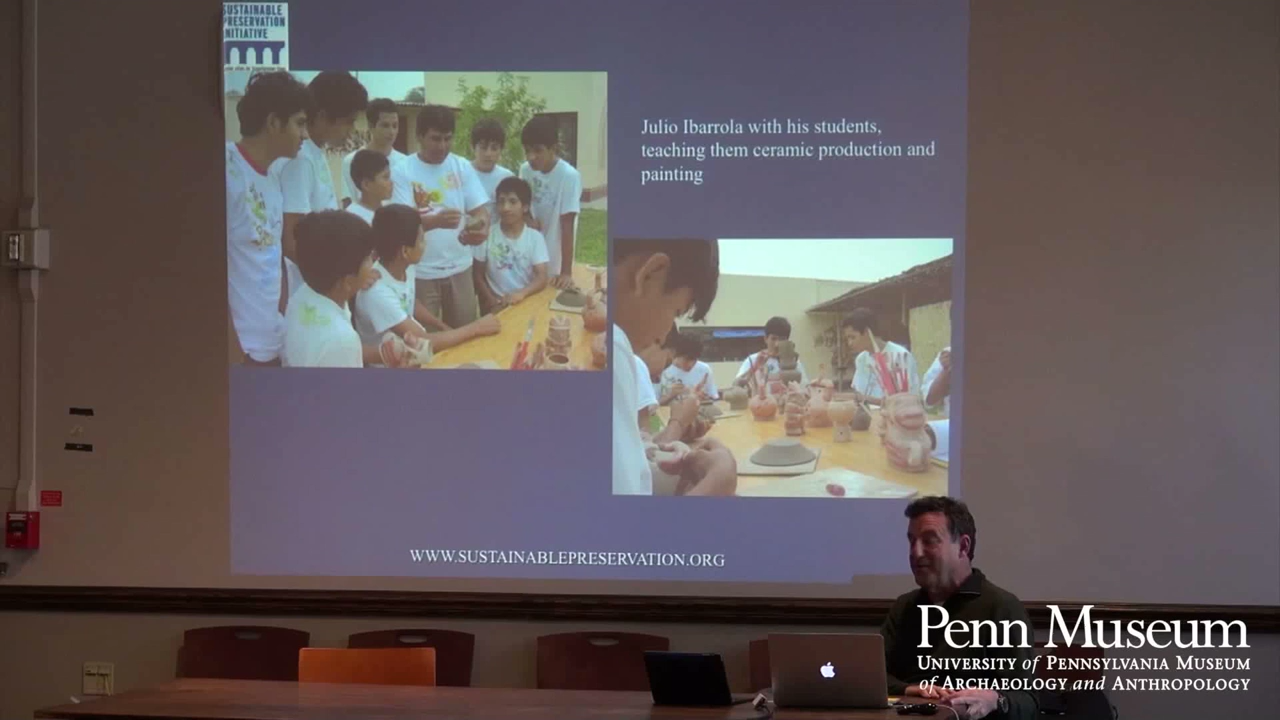 SUSTAINABLE
PRESERVATION
INITIATIVE
Julio Ibarrola with his students,
teaching them ceramic production and
painting
WWW.SUSTAINABLEPRESERVATION.ORG
Penn Museum
UNIVERSITY of PENNSYLVANIA MUSEUM
of ARCHAEOLOGY and ANTHROPOLOGY